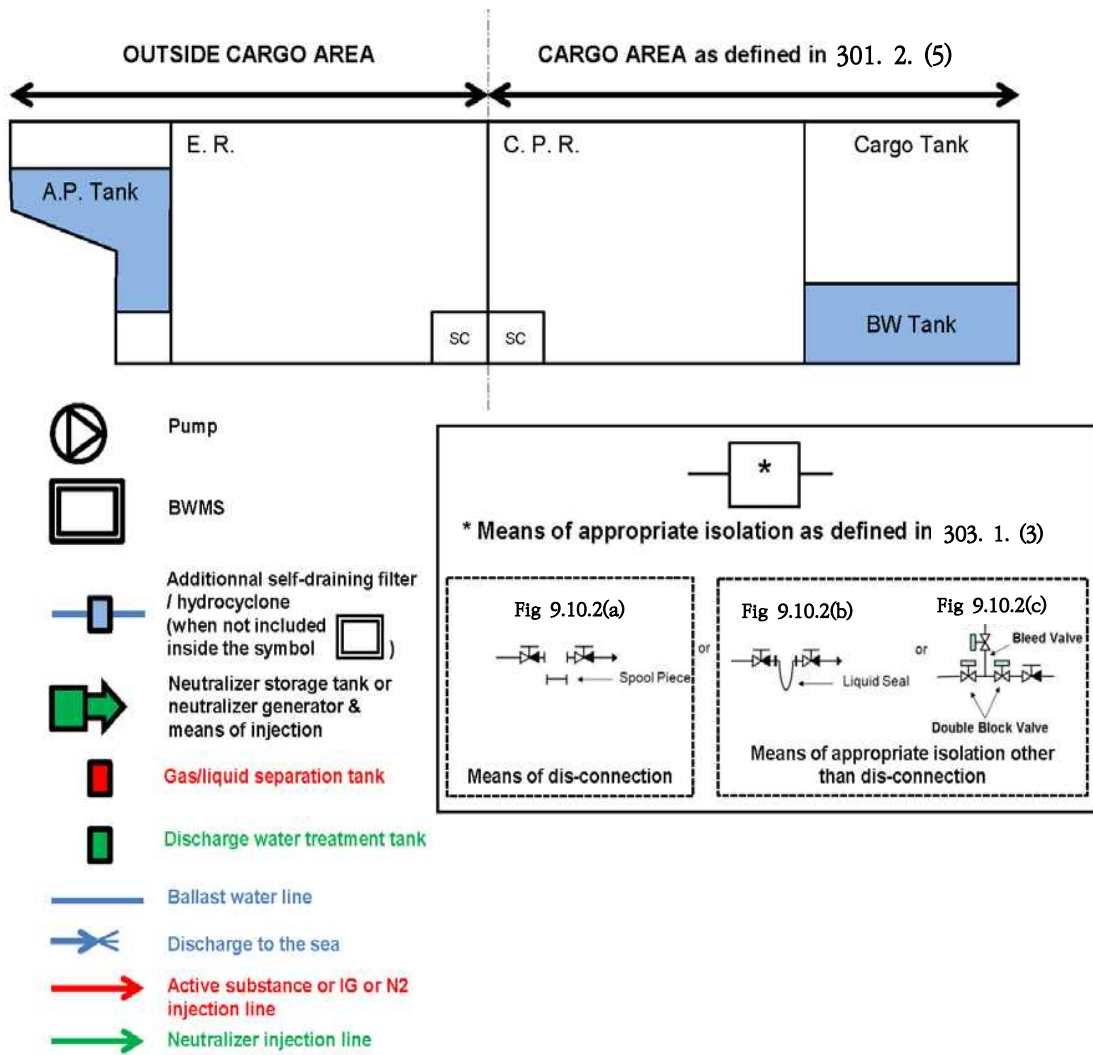 OUTSIDE CARGO AREA
CARGO AREA as defined in 301. 2. (5)
E. R.
C. P. R.
Cargo Tank
A.P. Tank
SC
SC
BW Tank
Pump
BWMS
Additionnal self-draining filter
/ hydrocyclone
(when not included
inside the symbol )
Neutralizer storage tank or
neutralizer generator &
means of injection
Gas/liquid separation tank
Discharge water treatment tank
Ballast water line
Discharge to the sea
Active substance or IG or N2
injection line
Neutralizer injection line
*
* Means of appropriate isolation as defined in 303. 1. (3)
Fig 9.10.2(a)
Spool Piece
Means of dis-connection
or
Fig 9.10.2(b)
Liquid Seal
or
Fig 9.10.2(c)
Bleed Valve
Double Block Valve
Means of appropriate isolation other
than dis-connection